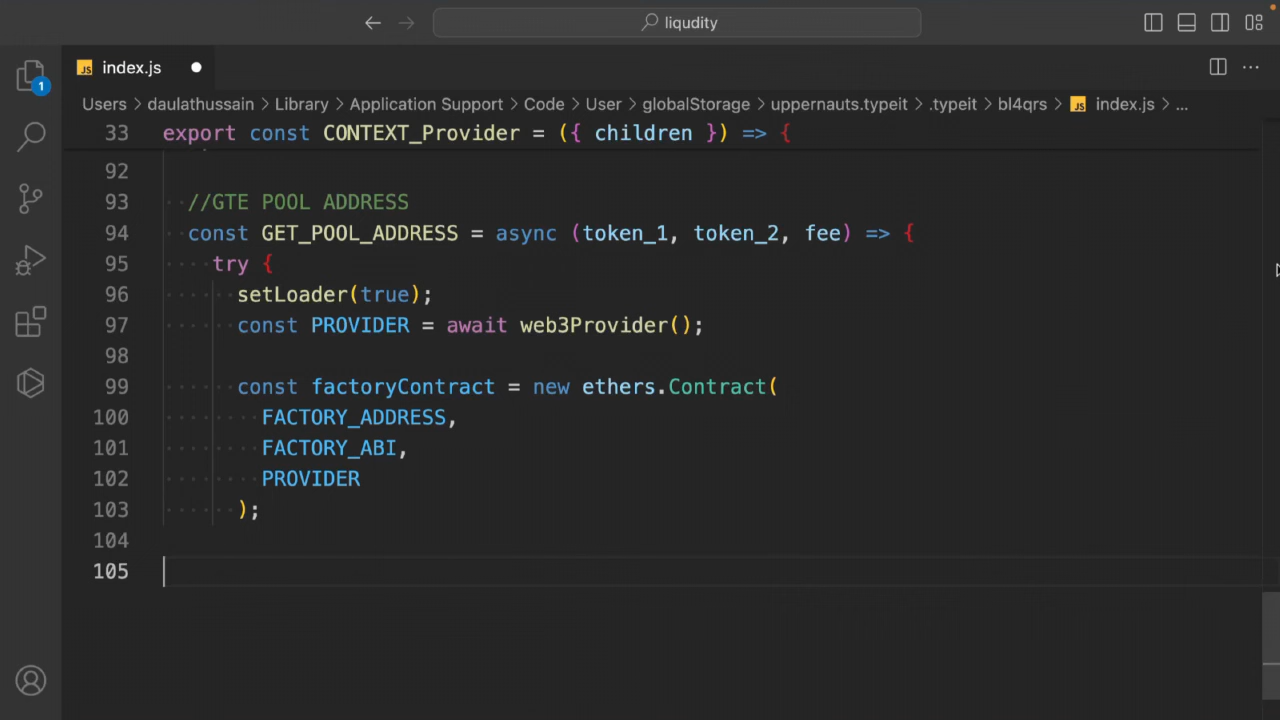 liqudity
JS index.js
1
Users > daulathussain > Library > Application Support > Code > User > globalStorage > uppernauts.typeit > .typeit > bl4qrs > JS index.js > ...
33 export const CONTEXT_Provider = ({ children }) => {
92
93 //GTE POOL ADDRESS
94 const GET_POOL_ADDRESS = async (token_1, token_2, fee) => {
95 try {
96 setLoader(true);
97 const PROVIDER = await web3Provider();
98
99 const factoryContract = new ethers.Contract(
100 FACTORY_ADDRESS,
101 FACTORY_ABI,
102 PROVIDER
103 );
104
105